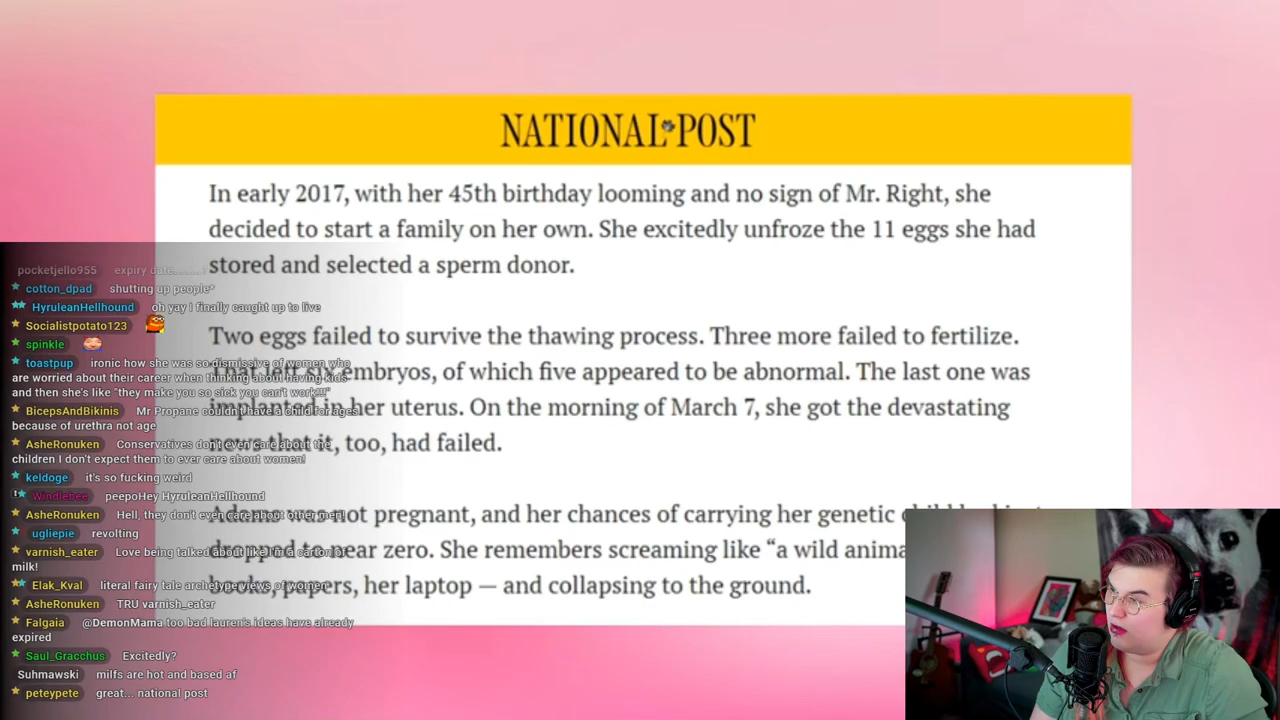 NATIONAL POST
In early 2017, with her 45th birthday looming and no sign of Mr. Right, she
decided to start a family on her own. She excitedly unfroze the 11 eggs she had
stored and selected a sperm donor.
Two eggs failed to survive the thawing process. Three more failed to fertilize.
That left six embryos, of which five appeared to be abnormal. The last one was
implanted in her uterus. On the morning of March 7, she got the devastating
news that it, too, had failed.
not pregnant, and her chances of carrying her genetic
dropped to near zero. She remembers screaming like “a wild anima
books, papers, her laptop — and collapsing to the ground.
pocketjello955 expiry date
cotton_dpad shutting up people*
HyruleanHellhound oh yay I finally caught up to live
Socialistpotato123
spinkle
toastpup ironic how she was so dismissive of women who
are worried about their career when thinking about having kids
and then she's like "they make you so sick you can't work!!!"
BicepsAndBikinis Mr Propane couldn't have a child for ages
because of urethra not age
AsheRonuken Conservatives don't even care about the
children I don't expect them to ever care about women!
keldoge it's so fucking weird
Windlebee peepoHey HyruleanHellhound
AsheRonuken Hell, they don't even care about other men!
ugliepie revolting
varnish_eater Love being talked about like I'm a carton of
milk!
Elak_Kval literal fairy tale archetype views of women
AsheRonuken TRU varnish_eater
Falgaia @DemonMama too bad lauren's ideas have already
expired
Saul_Gracchus Excitedly?
Suhmawski milfs are hot and based af
peteypete great... national post